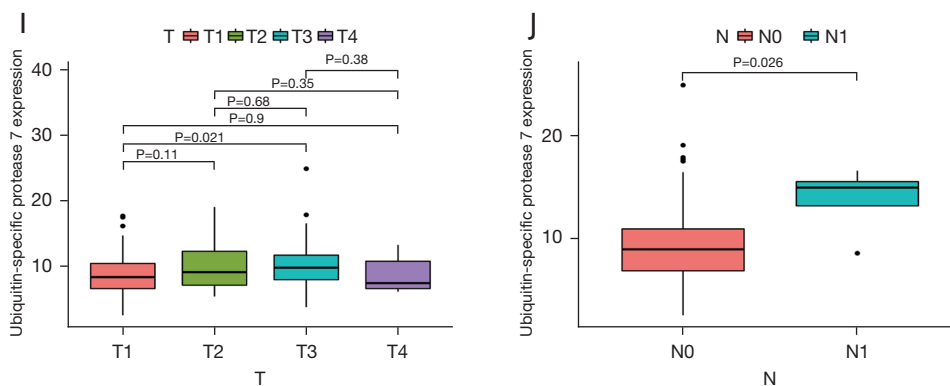 I
T T1 T2 T3 T4
Ubiquitin-specific protease 7 expression
40
30
20
10
P=0.38
P=0.35
P=0.68
P=0.9
P=0.021
P=0.11
T1 T2 T3 T4
T
J
N N0 N1
Ubiquitin-specific protease 7 expression
20
10
P=0.026
N0 N1
N